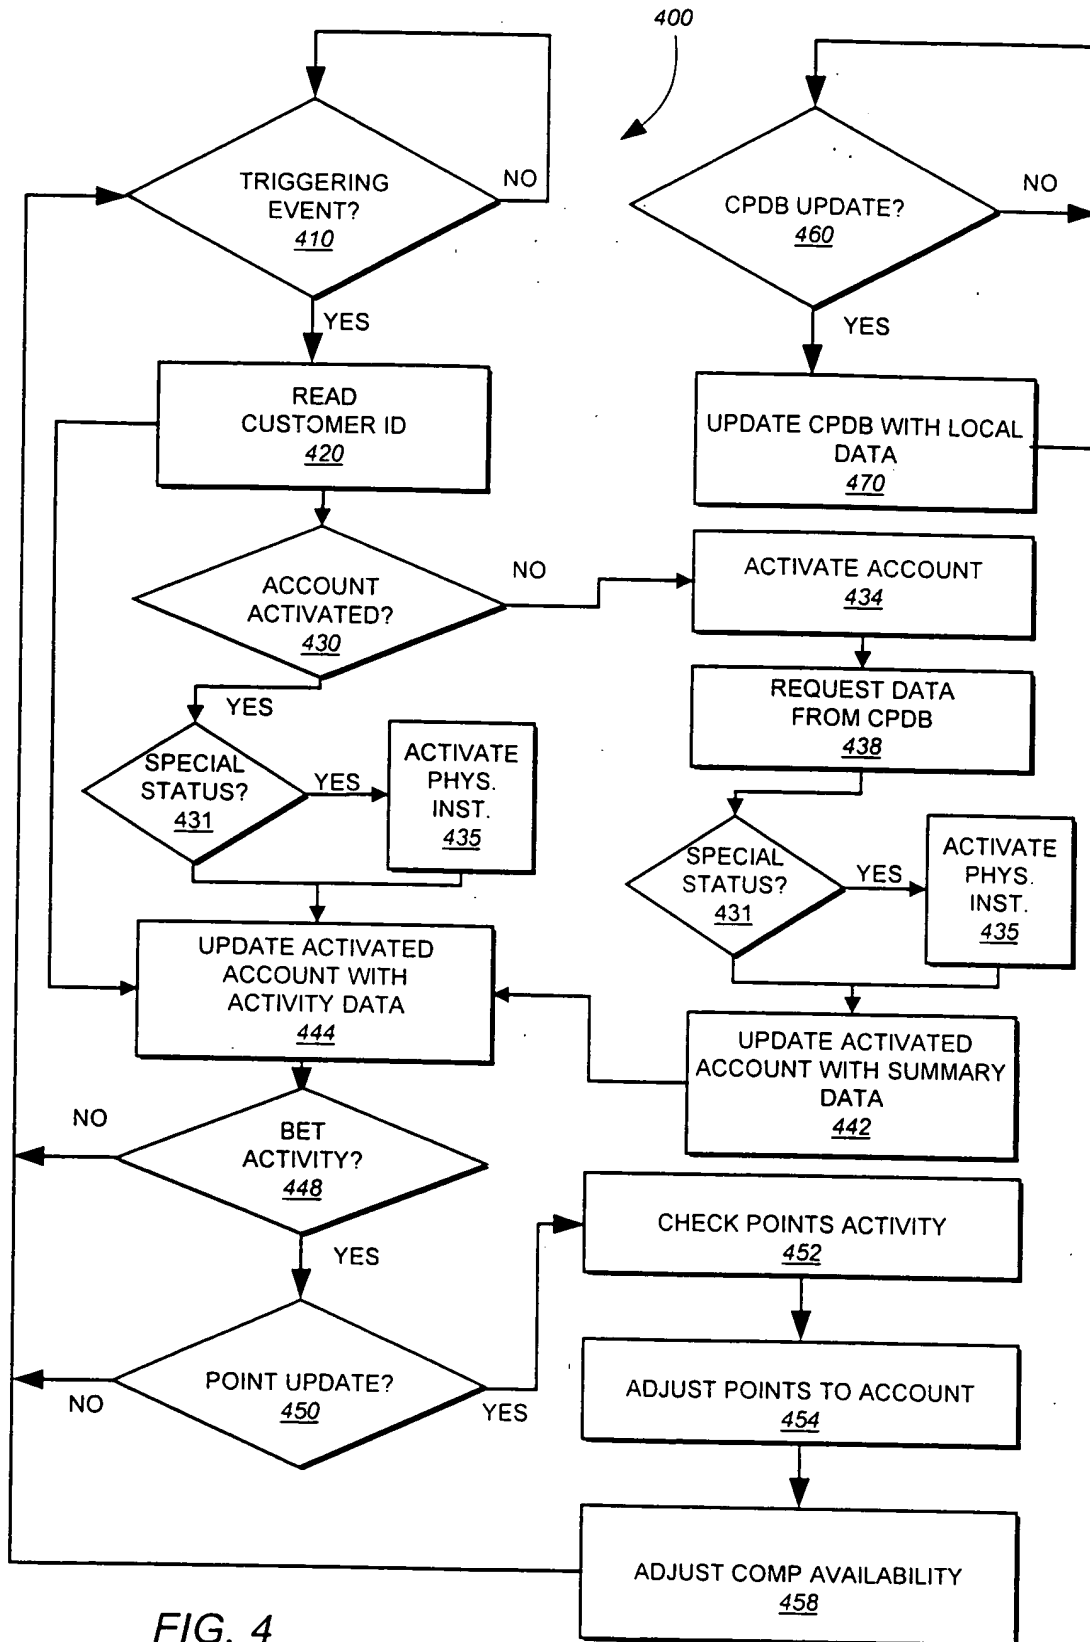 400
TRIGGERING
EVENT?
410
NO
YES
CPDB UPDATE?
460
NO
YES
READ
CUSTOMER ID
420
UPDATE CPDB WITH LOCAL
DATA
470
ACCOUNT
ACTIVATED?
430
NO
YES
ACTIVATE ACCOUNT
434
REQUEST DATA
FROM CPDB
438
SPECIAL
STATUS?
431
YES
ACTIVATE
PHYS.
INST.
435
SPECIAL
STATUS?
431
YES
ACTIVATE
PHYS.
INST.
435
UPDATE ACTIVATED
ACCOUNT WITH
ACTIVITY DATA
444
UPDATE ACTIVATED
ACCOUNT WITH SUMMARY
DATA
442
BET
ACTIVITY?
448
NO
YES
CHECK POINTS ACTIVITY
452
POINT UPDATE?
450
NO
YES
ADJUST POINTS TO ACCOUNT
454
ADJUST COMP AVAILABILITY
458
FIG. 4